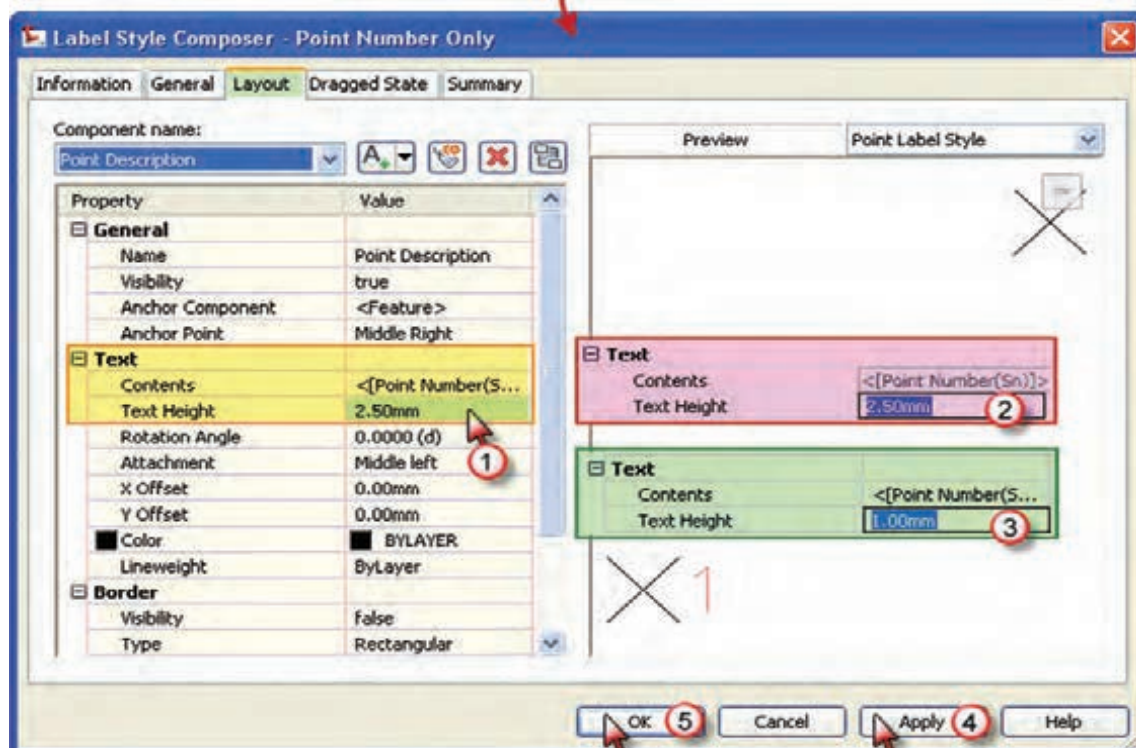 Label Style Composer - Point Number Only
Information General Layout Dragged State Summary
Component name:
Point Description
Property Value
General
Name Point Description
Visibility true
Anchor Component <Feature>
Anchor Point Middle Right
Text
Contents <[Point Number(S...
Text Height 2.50mm
Rotation Angle 0.0000 (d)
Attachment Middle left
1
X Offset 0.00mm
Y Offset 0.00mm
Color BYLAYER
Lineweight ByLayer
Border
Visibility false
Type Rectangular
Preview Point Label Style
Text
Contents <[Point Number(Sn)]>
Text Height 2.50mm 2
Text
Contents <[Point Number(S...
Text Height 1.00mm 3
1
OK 5 Cancel Apply 4 Help